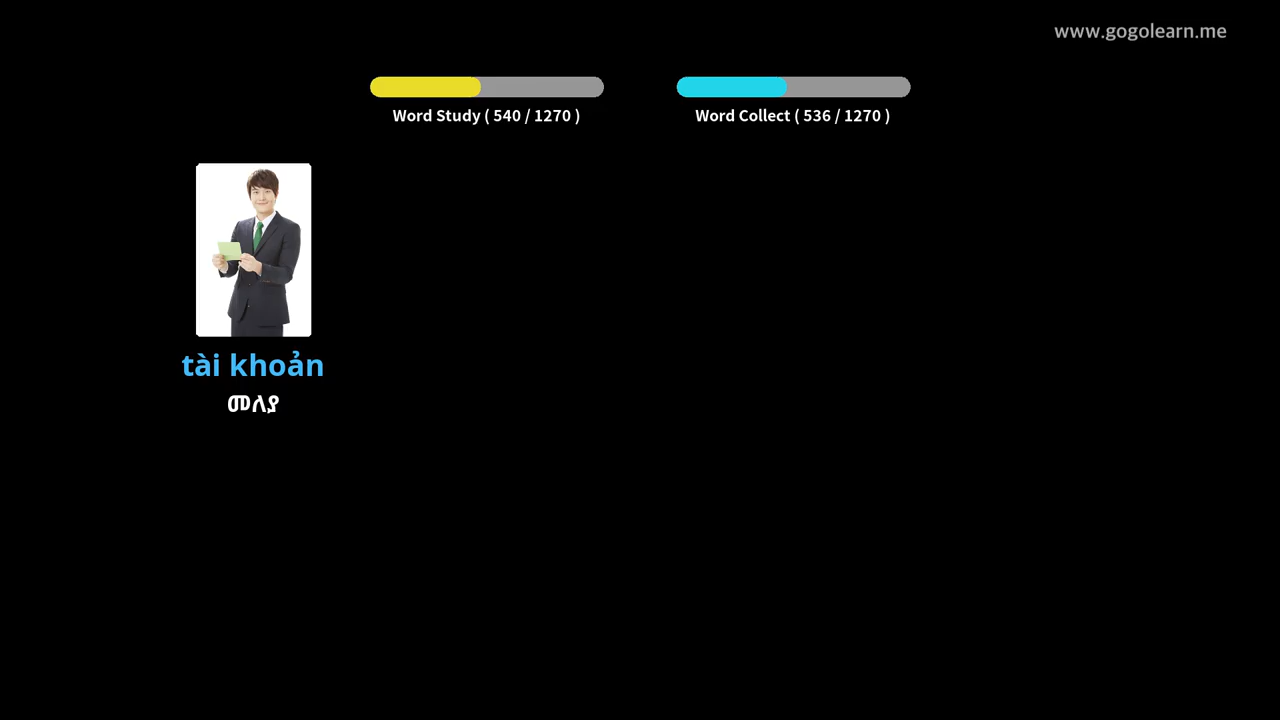 www.gogolearn.me
Word Study ( 540 / 1270 )
Word Collect ( 536 / 1270 )
tài khoản
መለያ